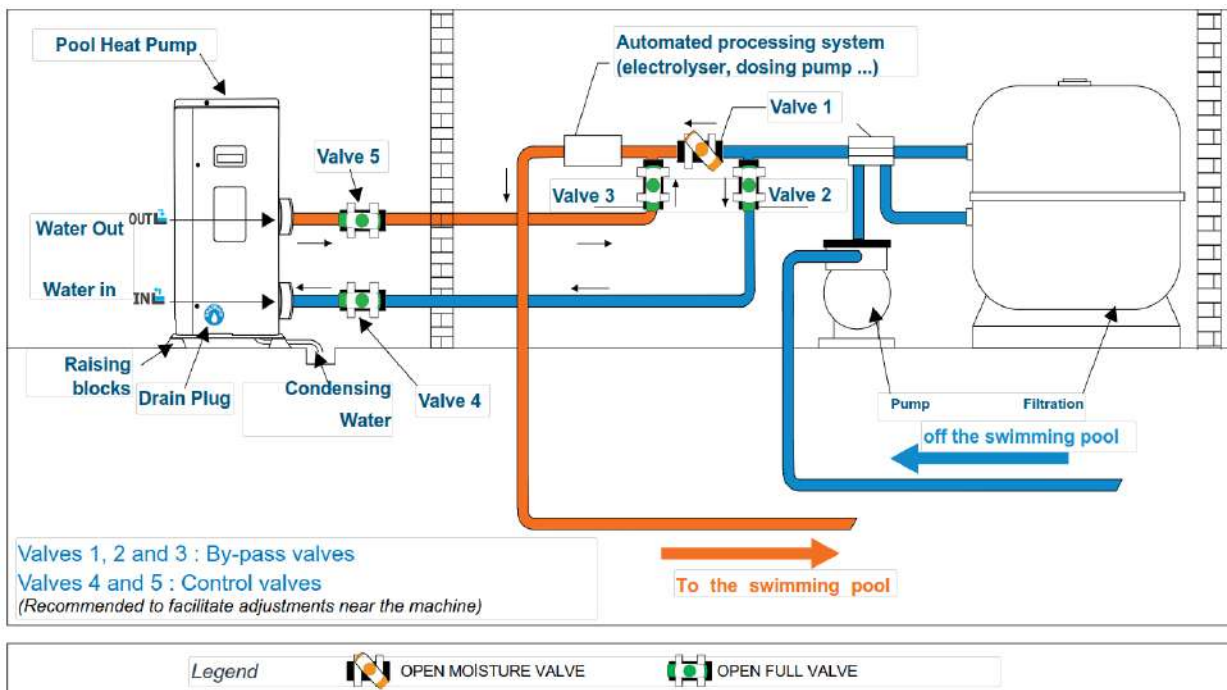 Pool Heat Pump
Automated processing system
(electrolyser, dosing pump ...)
Valve 1
Valve 5
Valve 3
Valve 2
Water Out
OUT
Water in
IN
Raising
blocks
Drain Plug
Condensing
Water
Valve 4
Pump
Filtration
off the swimming pool
To the swimming pool
Valves 1, 2 and 3 : By-pass valves
Valves 4 and 5 : Control valves
(Recommended to facilitate adjustments near the machine)
Legend
OPEN MOISTURE VALVE
OPEN FULL VALVE